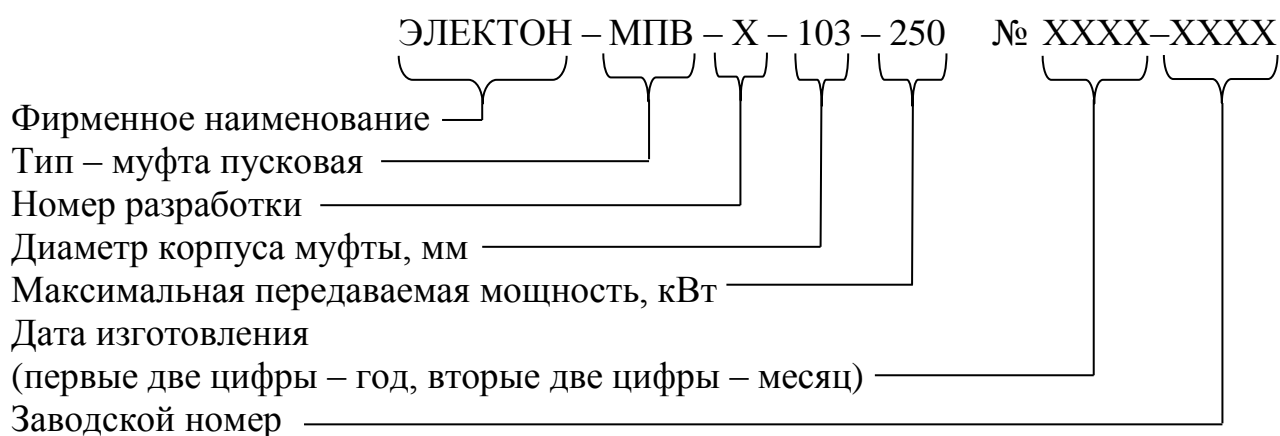 ЭЛЕКТОН – МПВ – Х – 103 – 250 № ХХХХ–ХХХХ
Фирменное наименование
Тип – муфта пусковая
Номер разработки
Диаметр корпуса муфты, мм
Максимальная передаваемая мощность, кВт
Дата изготовления
(первые две цифры – год, вторые две цифры – месяц)
Заводской номер